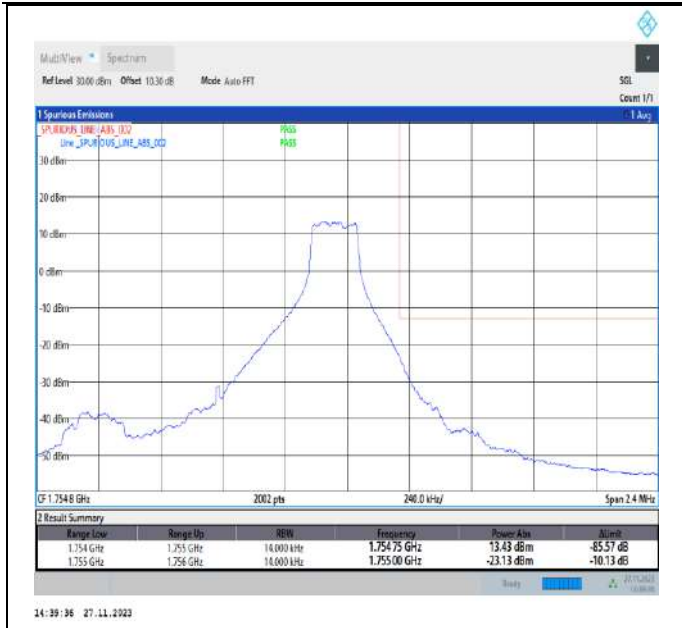 MultiView Spectrum
Ref Level 30.00 dBm Offset 10.30 dB Mode Auto FFT SGL
Count 1/1
1 Spurious Emissions 1 Avg
SPURIOUS_LINE_ABS_002 PASS
Line _SPURIOUS_LINE_ABS_002 PASS
30 dBm
20 dBm
10 dBm
0 dBm
-10 dBm
-20 dBm
-30 dBm
-40 dBm
-50 dBm
CF 1.7548 GHz 2002 pts 240.0 kHz/ Span 2.4 MHz
2 Result Summary
Range Low Range Up RBW Frequency Power Abs ΔLimit
1.754 GHz 1.755 GHz 14.000 kHz 1.75475 GHz 13.43 dBm -85.57 dB
1.755 GHz 1.756 GHz 14.000 kHz 1.75500 GHz -23.13 dBm -10.13 dB
Ready 27.11.2023
14:39:36 27.11.2023